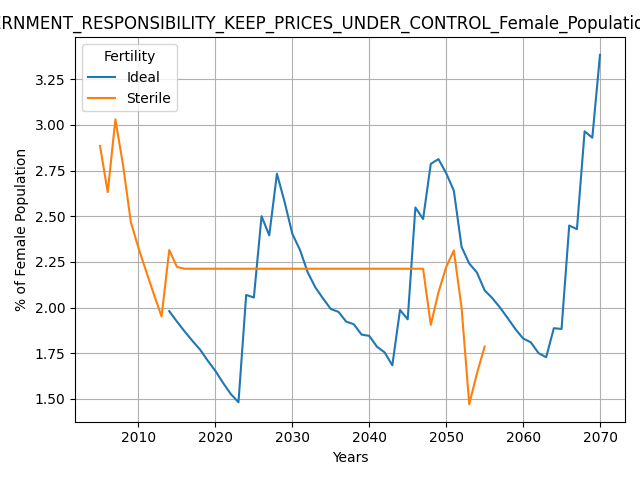 ERNMENT_RESPONSIBILITY_KEEP_PRICES_UNDER_CONTROL_Female_Populatio
Fertility
Ideal
Sterile
% of Female Population
3.25
3.00
2.75
2.50
2.25
2.00
1.75
1.50
2010 2020 2030 2040 2050 2060 2070
Years